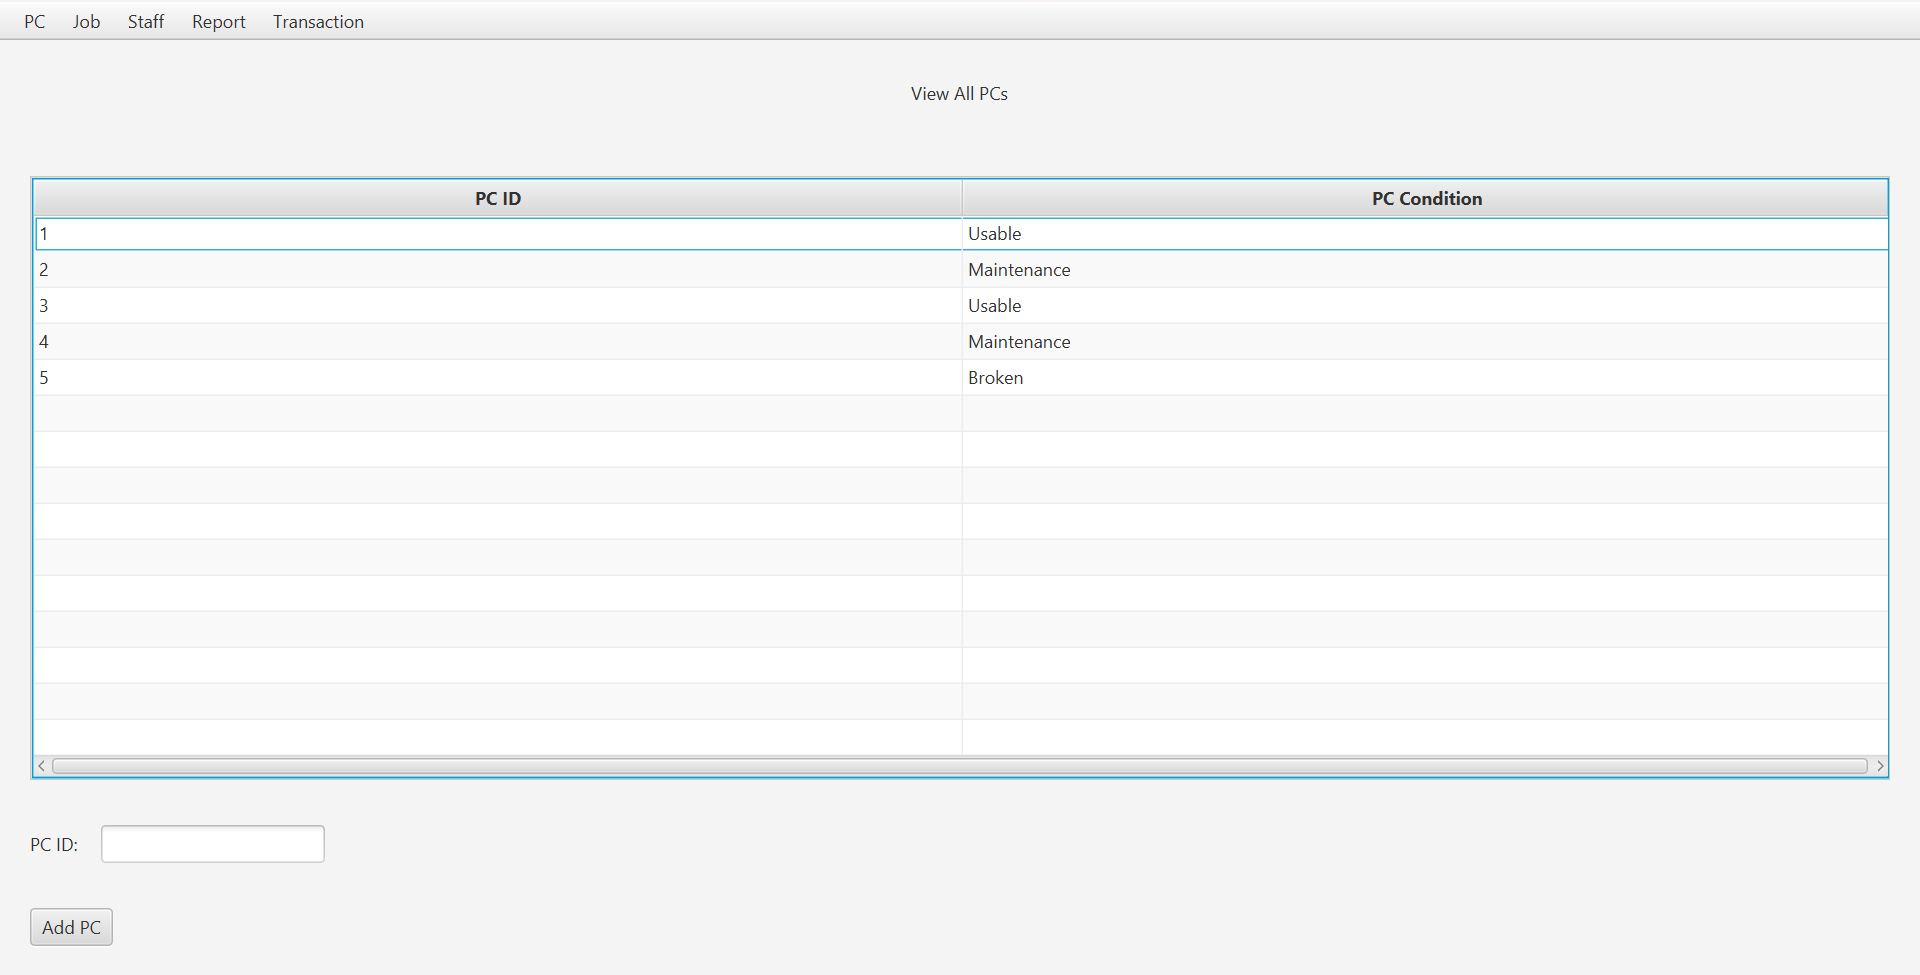 PC Job Staff Report Transaction
View All PCs
PC ID PC Condition
1 Usable
2 Maintenance
3 Usable
4 Maintenance
5 Broken
PC ID:
Add PC